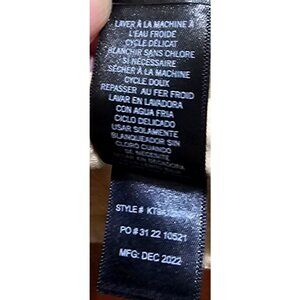 LAVER À LA MACHINE À
L'EAU FROIDE
CYCLE DÉLICAT
BLANCHIR SANS CHLORE
SI NÉCESSAIRE
SÉCHER À LA MACHINE
CYCLE DOUX
REPASSER AU FER FROID
LAVAR EN LAVADORA
CON AGUA FRIA
CICLO DELICADO
USAR SOLAMENTE
BLANQUEADOR SIN
CLORO CUANDO
SE NECESITE
STYLE #
PO # 31 22 10521
MFG: DEC 2022